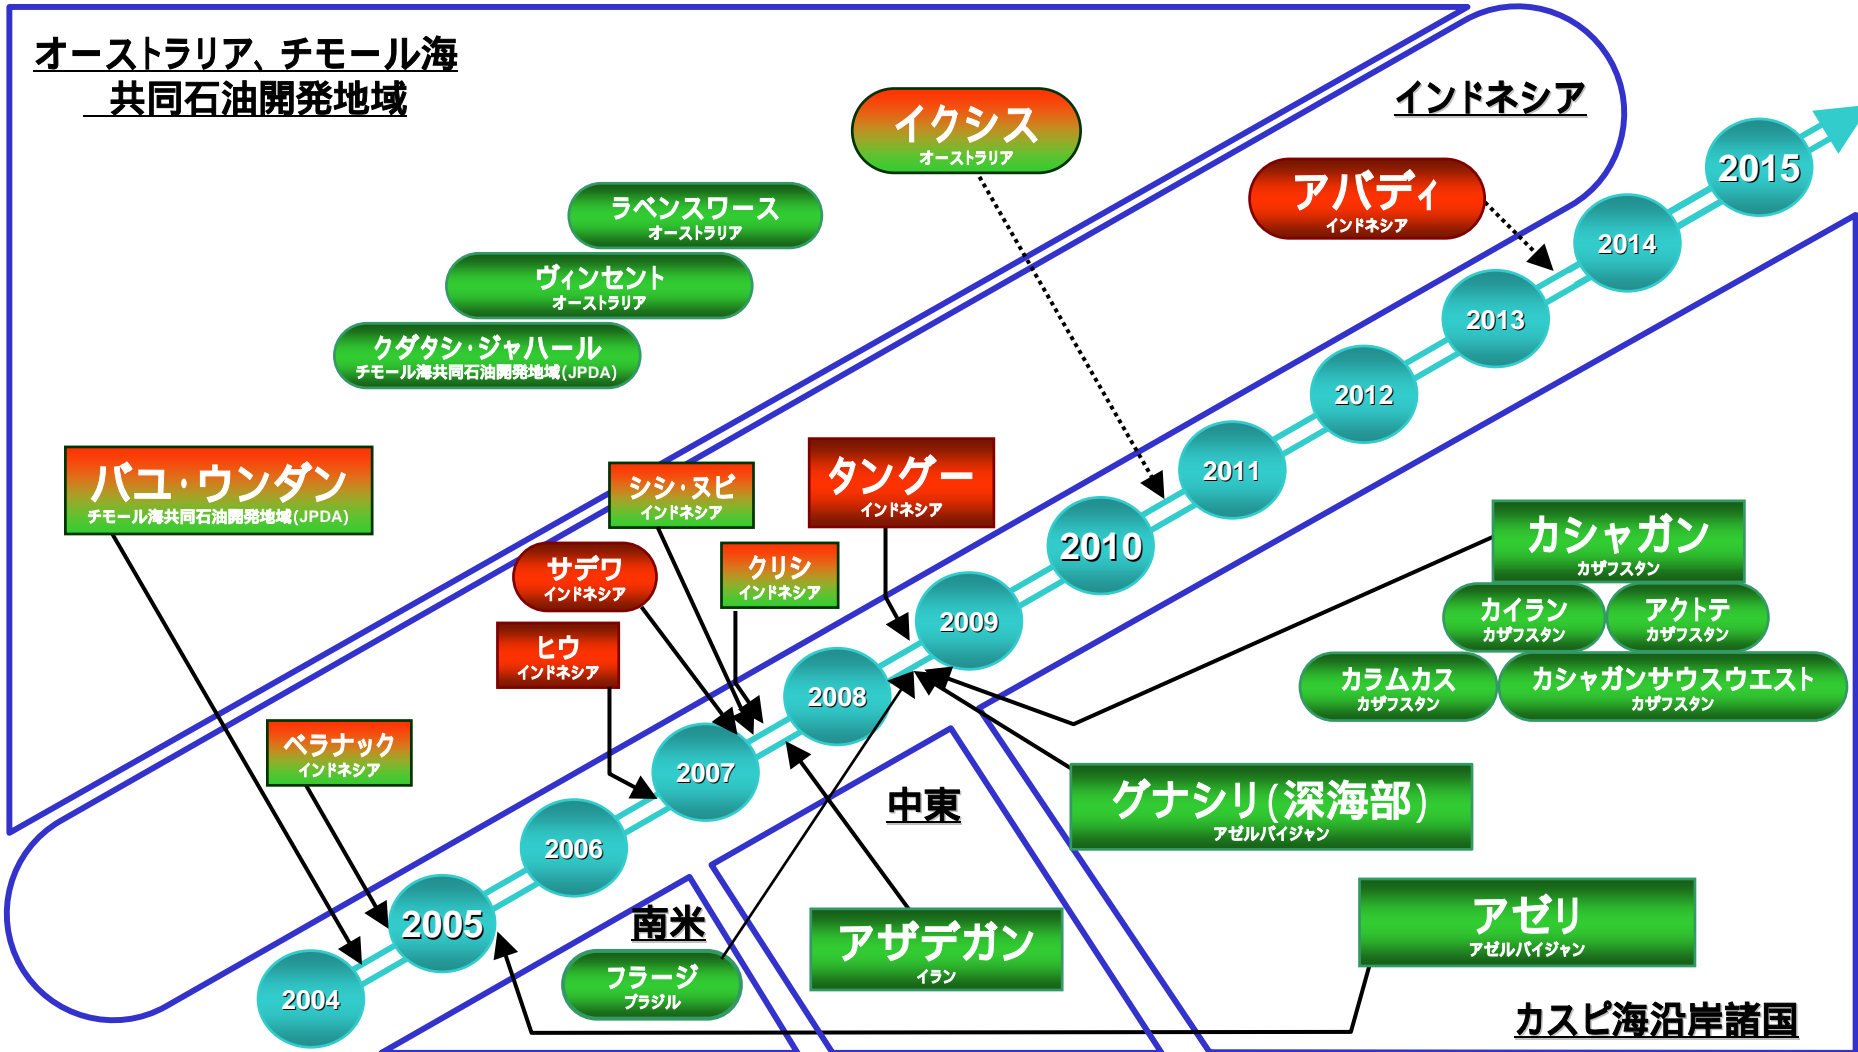 オーストラリア、チモール海
共同石油開発地域
インドネシア
イクシス
オーストラリア
アバディ
インドネシア
2015
ラベンスワース
オーストラリア
2014
ヴィンセント
オーストラリア
2013
クダタシ・ジャハール
チモール海共同石油開発地域(JPDA)
2012
バユ・ウンダン
チモール海共同石油開発地域(JPDA)
シシ・ヌビ
インドネシア
タングー
インドネシア
2011
サデワ
インドネシア
クリシ
インドネシア
2010
カシャガン
カザフスタン
ヒウ
インドネシア
2009
カイラン
カザフスタン
アクトテ
カザフスタン
2008
カラムカス
カザフスタン
カシャガンサウスウエスト
カザフスタン
ベラナック
インドネシア
2007
中東
グナシリ(深海部)
アゼルバイジャン
2006
2005
南米
アザデガン
イラン
アゼリ
アゼルバイジャン
フラージ
ブラジル
2004
カスピ海沿岸諸国